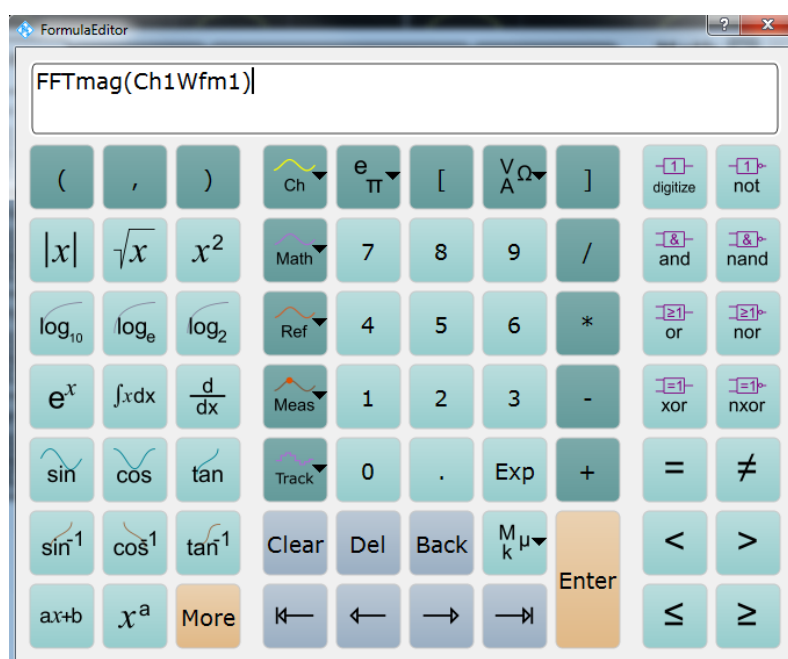 FormulaEditor ? X
FFTmag(Ch1Wfm1)
( , ) Ch e π [ V A Ω ] 1 digitize 1 not
|x| √x x² Math 7 8 9 / & and & nand
log₁₀ logₑ log₂ Ref 4 5 6 * ≥1 or ≥1 nor
eˣ ∫xdx d/dx Meas 1 2 3 - =1 xor =1 nxor
sin cos tan Track 0 . Exp + = ≠
sin⁻¹ cos⁻¹ tan⁻¹ Clear Del Back M k μ Enter < >
ax+b xᵃ More ≤ ≥